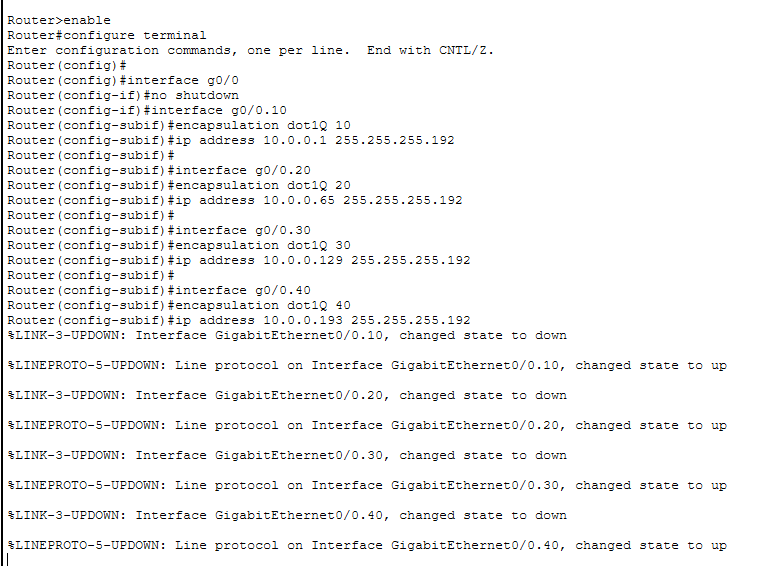 Router>enable
Router#configure terminal
Enter configuration commands, one per line.  End with CNTL/Z.
Router(config)#
Router(config)#interface g0/0
Router(config-if)#no shutdown
Router(config-if)#interface g0/0.10
Router(config-subif)#encapsulation dot1Q 10
Router(config-subif)#ip address 10.0.0.1 255.255.255.192
Router(config-subif)#
Router(config-subif)#interface g0/0.20
Router(config-subif)#encapsulation dot1Q 20
Router(config-subif)#ip address 10.0.0.65 255.255.255.192
Router(config-subif)#
Router(config-subif)#interface g0/0.30
Router(config-subif)#encapsulation dot1Q 30
Router(config-subif)#ip address 10.0.0.129 255.255.255.192
Router(config-subif)#
Router(config-subif)#interface g0/0.40
Router(config-subif)#encapsulation dot1Q 40
Router(config-subif)#ip address 10.0.0.193 255.255.255.192
%LINK-3-UPDOWN: Interface GigabitEthernet0/0.10, changed state to down
%LINEPROTO-5-UPDOWN: Line protocol on Interface GigabitEthernet0/0.10, changed state to up
%LINK-3-UPDOWN: Interface GigabitEthernet0/0.20, changed state to down
%LINEPROTO-5-UPDOWN: Line protocol on Interface GigabitEthernet0/0.20, changed state to up
%LINK-3-UPDOWN: Interface GigabitEthernet0/0.30, changed state to down
%LINEPROTO-5-UPDOWN: Line protocol on Interface GigabitEthernet0/0.30, changed state to up
%LINK-3-UPDOWN: Interface GigabitEthernet0/0.40, changed state to down
%LINEPROTO-5-UPDOWN: Line protocol on Interface GigabitEthernet0/0.40, changed state to up